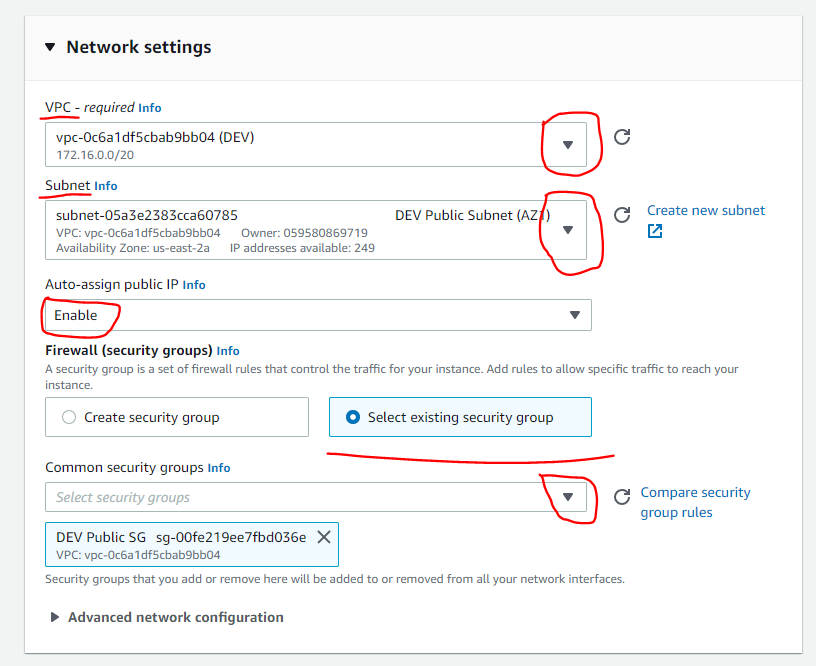 Network settings
VPC - required Info
vpc-0c6a1df5cbab9bb04 (DEV)
172.16.0.0/20
Subnet Info
subnet-05a3e2383cca60785 DEV Public Subnet (AZ1)
VPC: vpc-0c6a1df5cbab9bb04 Owner: 059580869719
Availability Zone: us-east-2a IP addresses available: 249
Create new subnet
Auto-assign public IP Info
Enable
Firewall (security groups) Info
A security group is a set of firewall rules that control the traffic for your instance. Add rules to allow specific traffic to reach your
instance.
Create security group
Select existing security group
Common security groups Info
Select security groups
Compare security
group rules
DEV Public SG sg-00fe219ee7fbd036e
VPC: vpc-0c6a1df5cbab9bb04
Security groups that you add or remove here will be added to or removed from all your network interfaces.
Advanced network configuration